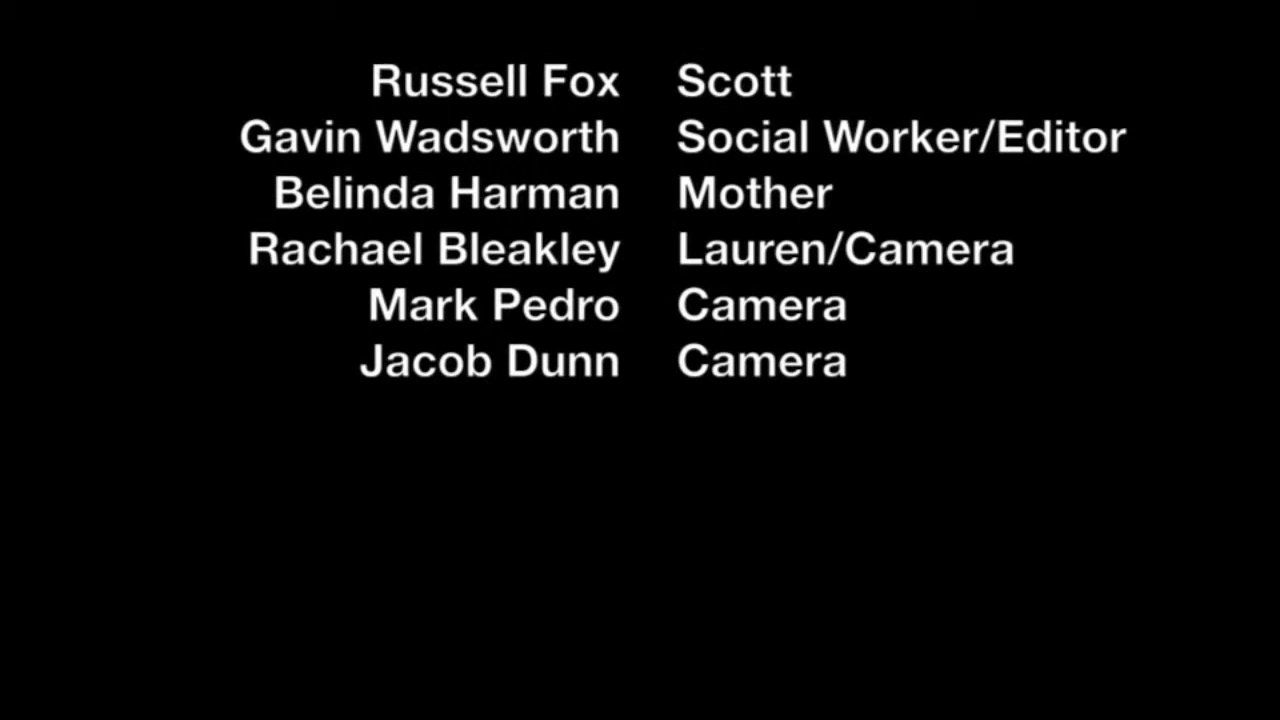 Russell Fox Scott
Gavin Wadsworth Social Worker/Editor
Belinda Harman Mother
Rachael Bleakley Lauren/Camera
Mark Pedro Camera
Jacob Dunn Camera